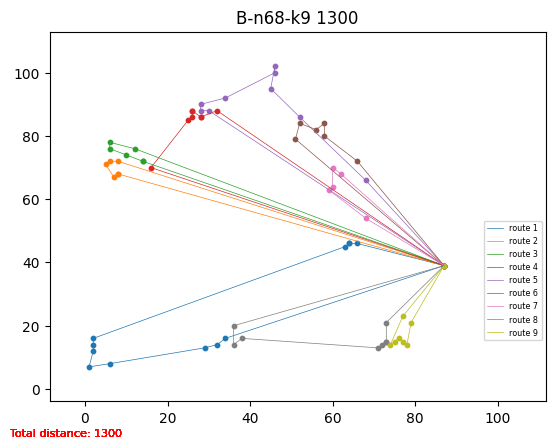 B-n68-k9 1300
100
80
60
40
20
0
route 1
route 2
route 3
route 4
route 5
route 6
route 7
route 8
route 9
0 20 40 60 80 100
Total distance: 1300